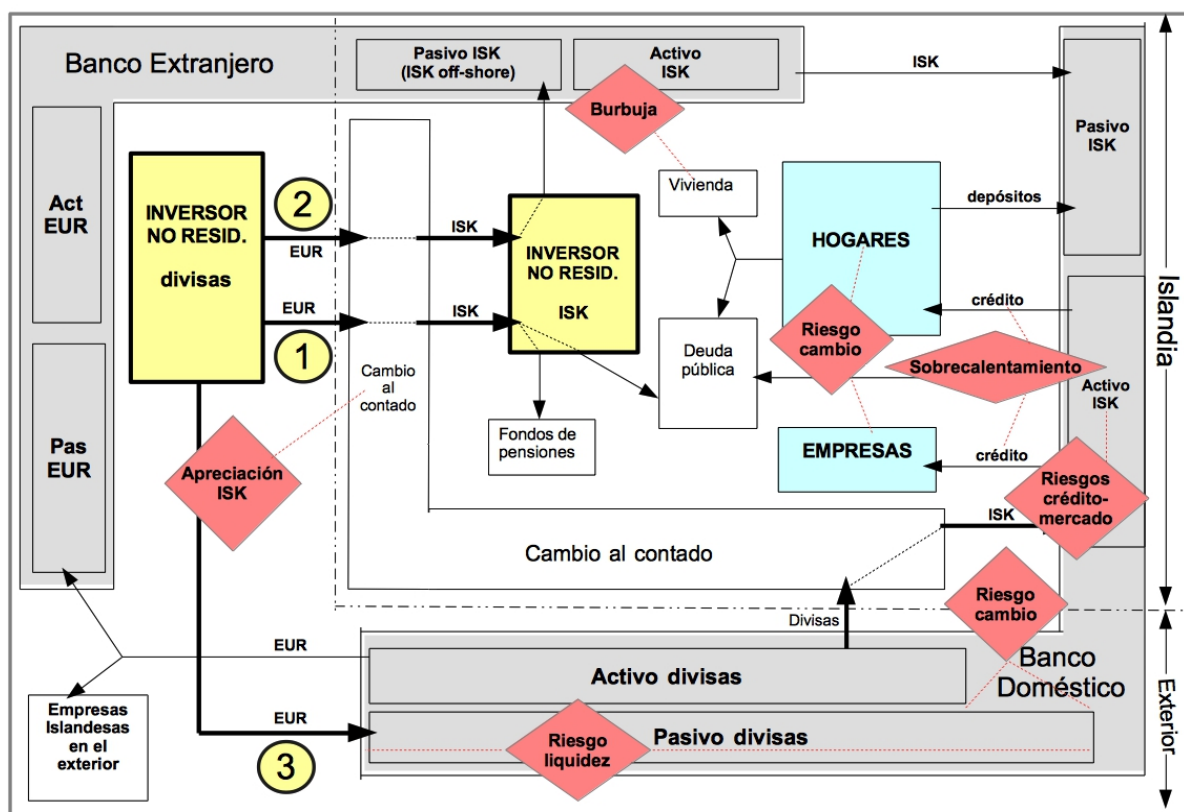 Banco Extranjero
Pasivo ISK
(ISK off-shore)
Activo
ISK
ISK
Burbuja
Pasivo
ISK
Act
EUR
INVERSOR
NO RESID.
divisas
2
EUR
ISK
INVERSOR
NO RESID.
ISK
Vivienda
HOGARES
depósitos
Islandia
EUR
1
ISK
crédito
Riesgo
cambio
Deuda
pública
Sobrecalentamiento
Activo
ISK
Cambio
al
contado
Pas
EUR
Apreciación
ISK
Fondos de
pensiones
EMPRESAS
crédito
Riesgos
crédito-
mercado
ISK
Cambio al contado
Riesgo
cambio
Divisas
EUR
Activo divisas
Banco
Doméstico
Exterior
Empresas
Islandesas
en el
exterior
EUR
3
Pasivo divisas
Riesgo
liquidez